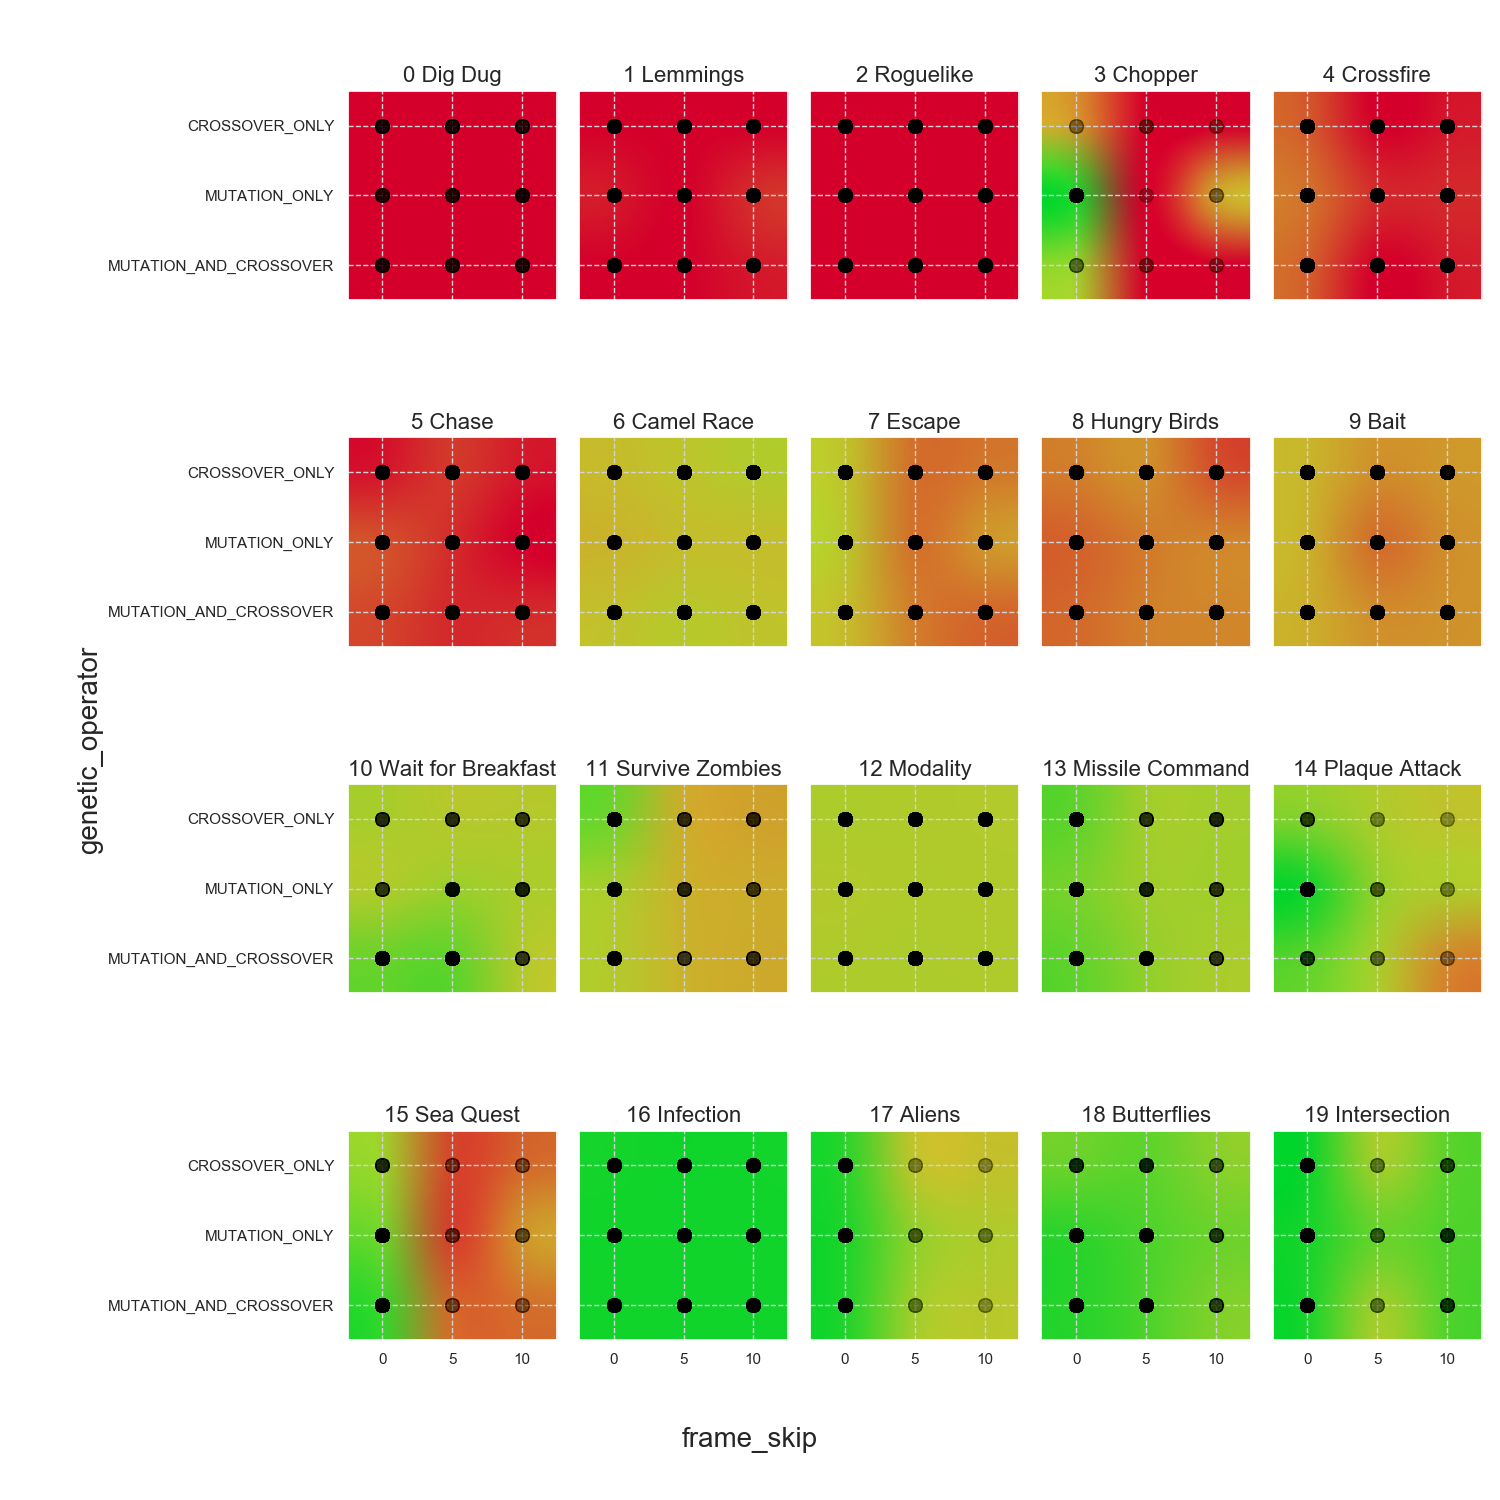 0 Dig Dug
1 Lemmings
2 Roguelike
3 Chopper
4 Crossfire
CROSSOVER_ONLY
MUTATION_ONLY
MUTATION_AND_CROSSOVER
5 Chase
6 Camel Race
7 Escape
8 Hungry Birds
9 Bait
CROSSOVER_ONLY
MUTATION_ONLY
MUTATION_AND_CROSSOVER
genetic_operator
10 Wait for Breakfast
11 Survive Zombies
12 Modality
13 Missile Command
14 Plaque Attack
CROSSOVER_ONLY
MUTATION_ONLY
MUTATION_AND_CROSSOVER
15 Sea Quest
16 Infection
17 Aliens
18 Butterflies
19 Intersection
CROSSOVER_ONLY
MUTATION_ONLY
MUTATION_AND_CROSSOVER
0 5 10
0 5 10
0 5 10
0 5 10
0 5 10
frame_skip